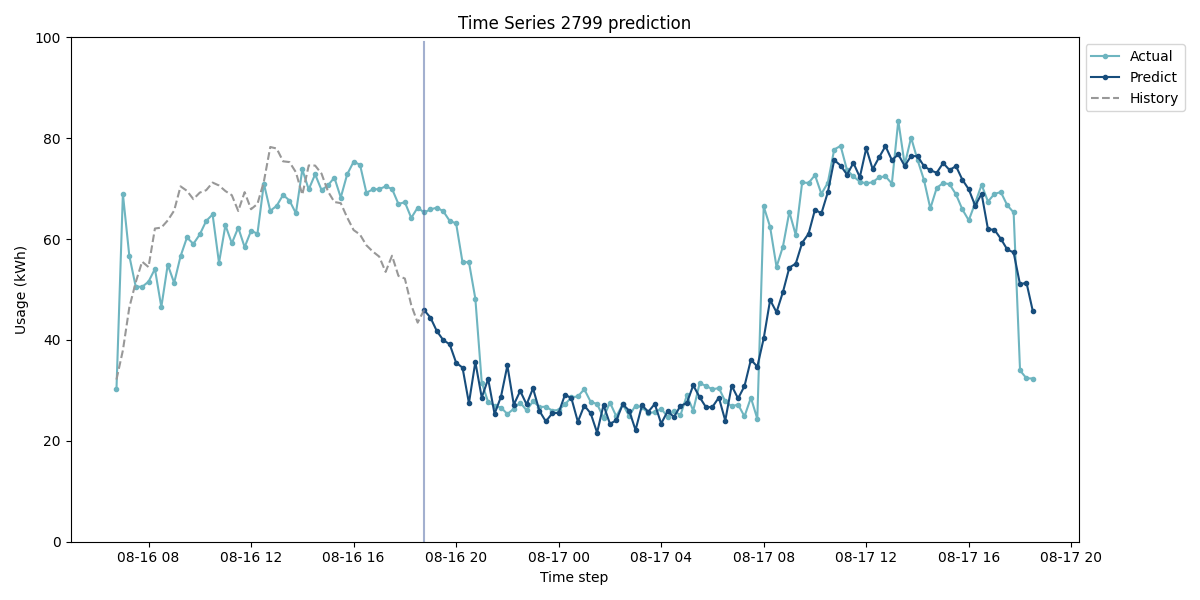 Time Series 2799 prediction
100
80
60
40
20
0
Usage (kWh)
08-16 08
08-16 12
08-16 16
08-16 20
08-17 00
08-17 04
08-17 08
08-17 12
08-17 16
08-17 20
Time step
Actual
Predict
History